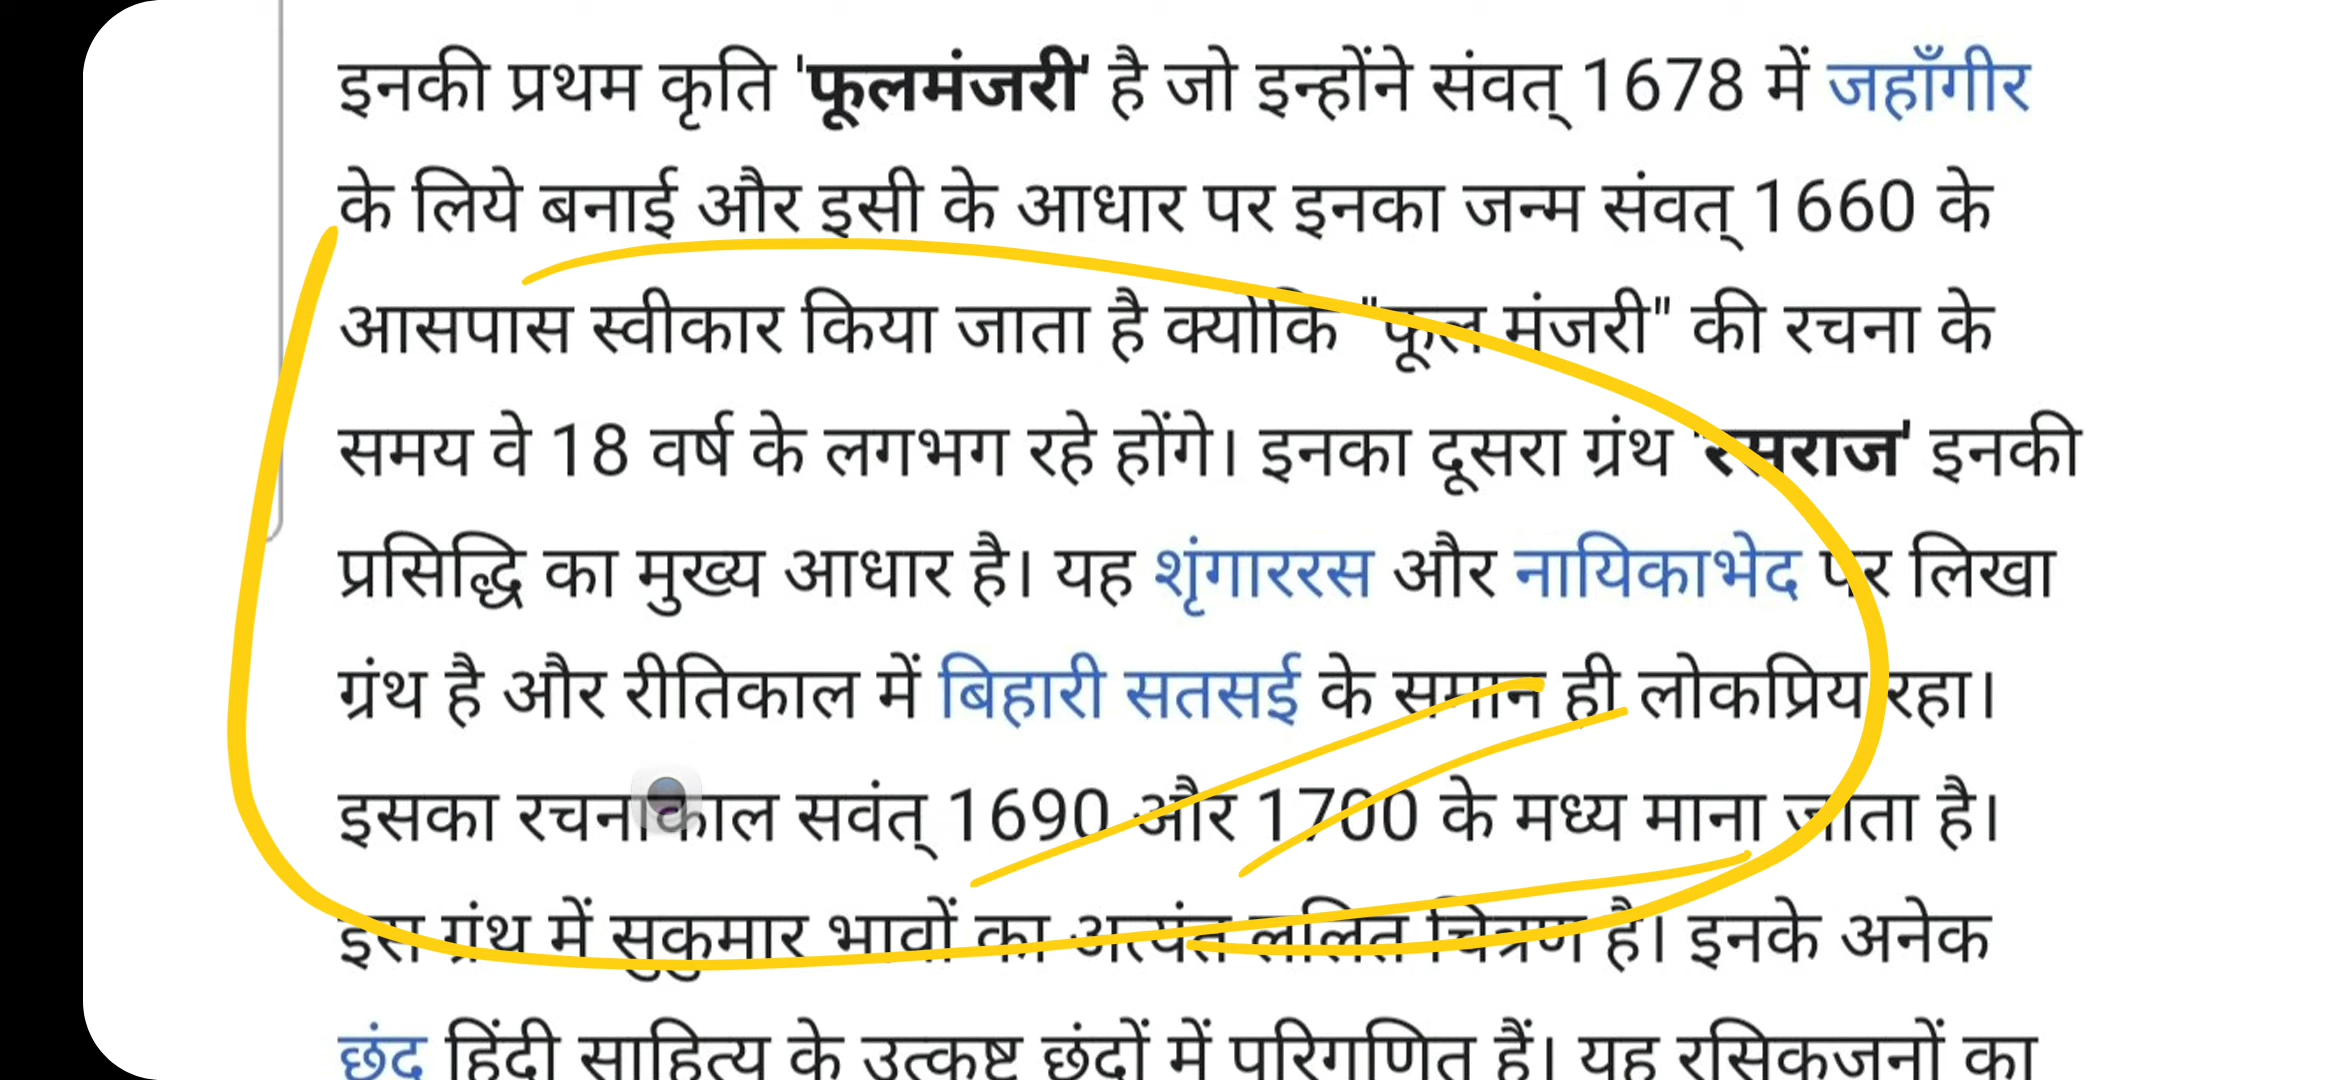 इनकी प्रथम कृति 'फूलमंजरी' है जो इन्होंने संवत् 1678 में जहाँगीर
के लिये बनाई और इसी के आधार पर इनका जन्म संवत् 1660 के
आसपास स्वीकार किया जाता है क्योंकि "फूल मंजरी" की रचना के
समय वे 18 वर्ष के लगभग रहे होंगे। इनका दूसरा ग्रंथ 'रसराज' इनकी
प्रसिद्धि का मुख्य आधार है। यह शृंगाररस और नायिकाभेद पर लिखा
ग्रंथ है और रीतिकाल में बिहारी सतसई के समान ही लोकप्रिय रहा।
इसका रचनाकाल सवंत् 1690 और 1700 के मध्य माना जाता है।
इस ग्रंथ में सुकुमार भावों का अत्यंत ललित चित्रण है। इनके अनेक
छंद हिंदी साहित्य के उत्कृष्ट छंदों में परिगणित हैं। यह रसिकजनों का